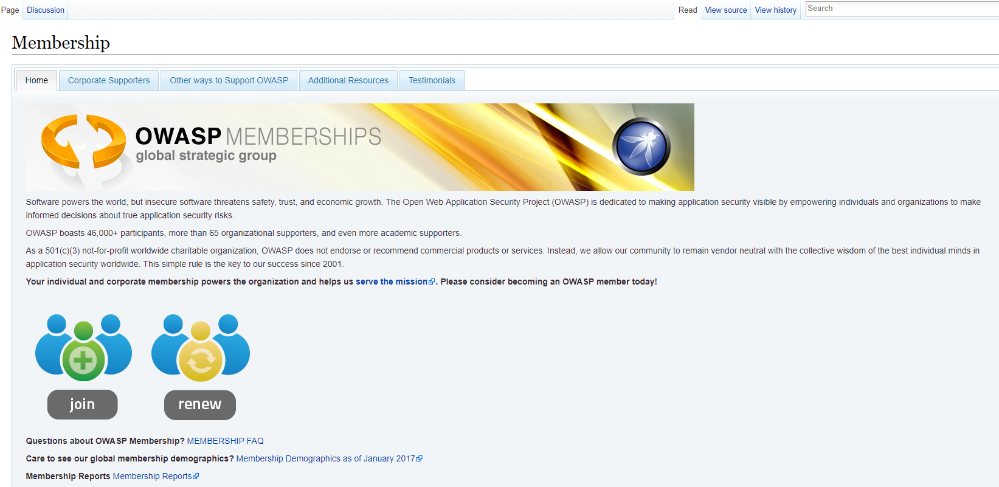 Page Discussion Read View source View history Search
Membership
Home Corporate Supporters Other ways to Support OWASP Additional Resources Testimonials
OWASP MEMBERSHIPS
global strategic group
Software powers the world, but insecure software threatens safety, trust, and economic growth. The Open Web Application Security Project (OWASP) is dedicated to making application security visible by empowering individuals and organizations to make
informed decisions about true application security risks.
OWASP boasts 46,000+ participants, more than 65 organizational supporters, and even more academic supporters.
As a 501(c)(3) not-for-profit worldwide charitable organization, OWASP does not endorse or recommend commercial products or services. Instead, we allow our community to remain vendor neutral with the collective wisdom of the best individual minds in
application security worldwide. This simple rule is the key to our success since 2001.
Your individual and corporate membership powers the organization and helps us serve the mission. Please consider becoming an OWASP member today!
join renew
Questions about OWASP Membership? MEMBERSHIP FAQ
Care to see our global membership demographics? Membership Demographics as of January 2017
Membership Reports Membership Reports